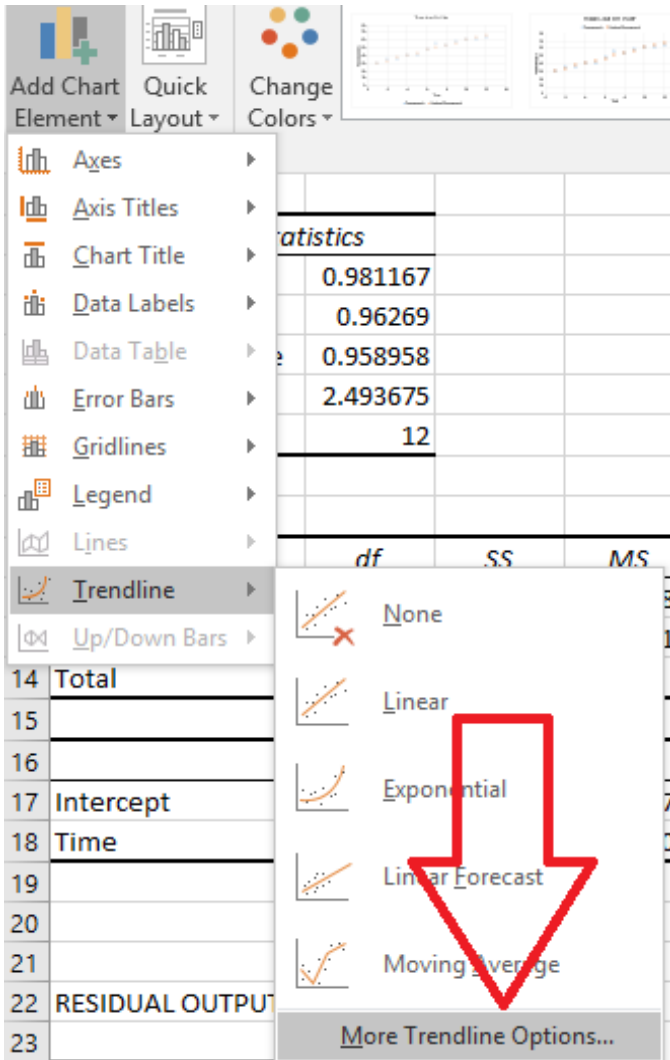 Add Chart Element
Quick Layout
Change Colors
Axes
Axis Titles
Chart Title
Data Labels
Data Table
Error Bars
Gridlines
Legend
Lines
Trendline
Up/Down Bars
atistics
0.981167
0.96269
0.958958
2.493675
12
df SS MS
None
Linear
Exponential
Linear Forecast
Moving Average
More Trendline Options...
14 Total
15
16
17 Intercept
18 Time
19
20
21
22 RESIDUAL OUTPUT
23